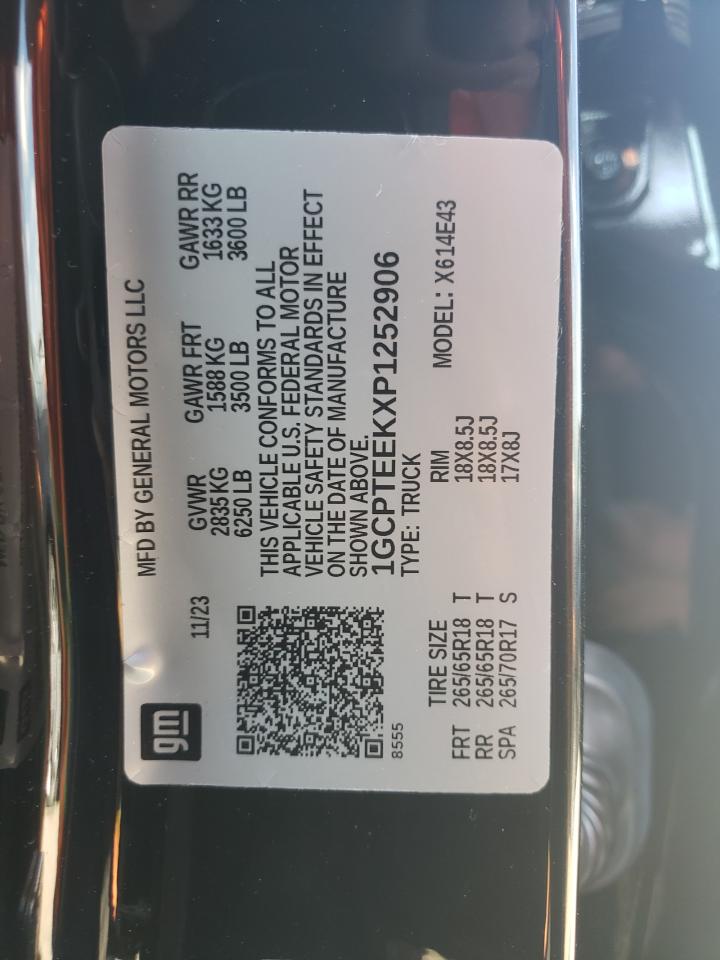 gm
11/23
MFD BY GENERAL MOTORS LLC
GVWR GAWR FRT GAWR RR
2835 KG 1588 KG 1633 KG
6250 LB 3500 LB 3600 LB
THIS VEHICLE CONFORMS TO ALL
APPLICABLE U.S. FEDERAL MOTOR
VEHICLE SAFETY STANDARDS IN EFFECT
ON THE DATE OF MANUFACTURE
SHOWN ABOVE.
1GCPTEEKXP1252906
TYPE: TRUCK
8555
MODEL: X614E43
TIRE SIZE RIM
FRT 265/65R18 T 18X8.5J
RR 265/65R18 T 18X8.5J
SPA 265/70R17 S 17X8J